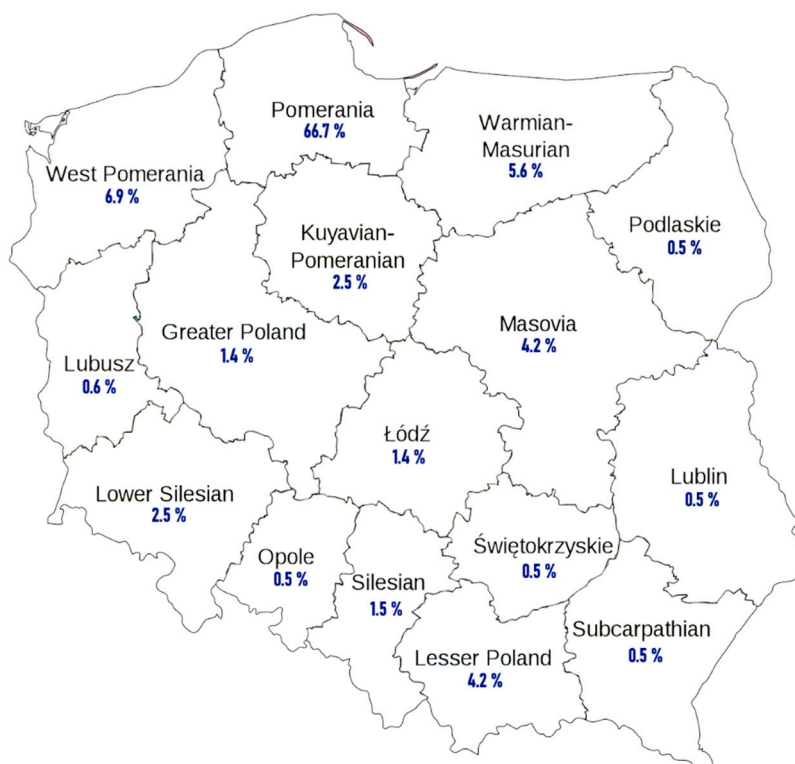 Pomerania
66.7 %
Warmian-
Masurian
5.6 %
West Pomerania
6.9 %
Podlaskie
0.5 %
Kuyavian-
Pomeranian
2.5 %
Masovia
4.2 %
Greater Poland
1.4 %
Lubusz
0.6 %
Łódź
1.4 %
Lublin
0.5 %
Lower Silesian
2.5 %
Świętokrzyskie
0.5 %
Opole
0.5 %
Silesian
1.5 %
Subcarpathian
0.5 %
Lesser Poland
4.2 %